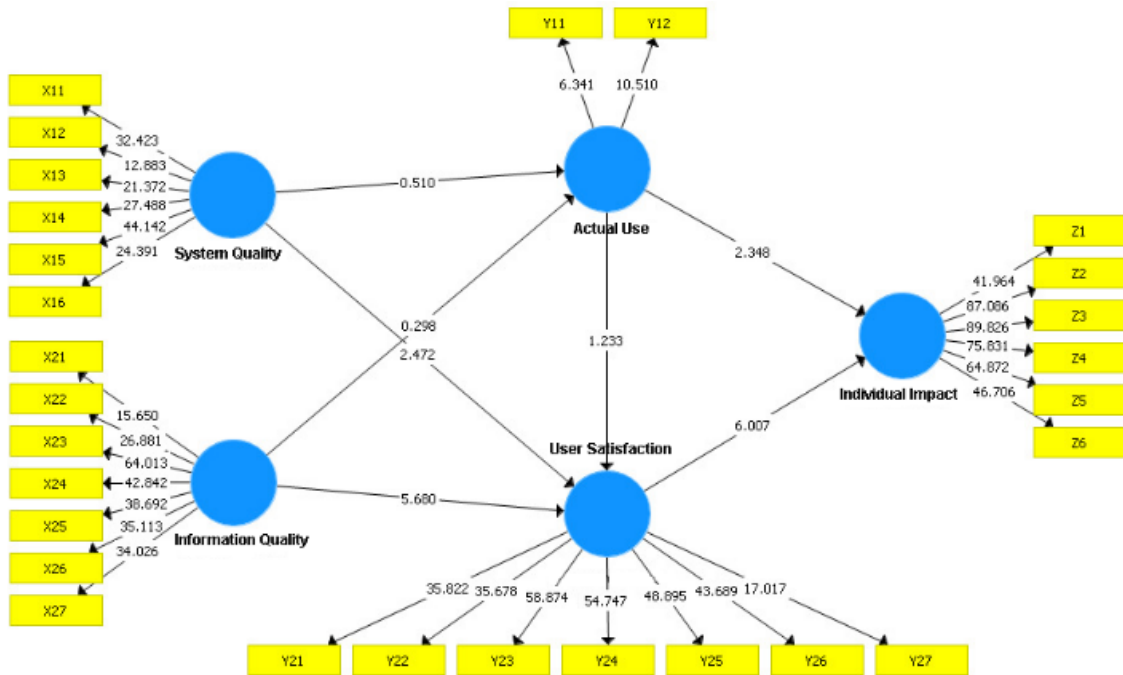 Y11 Y12
6.341 10.510
X11
X12
X13
X14
X15
X16
32.423
12.883
21.372
27.488
44.142
24.391
System Quality
0.510
Actual Use
2.348
0.298
2.472
1.233
X21
X22
X23
X24
X25
X26
X27
15.650
26.881
64.013
42.842
38.692
35.113
34.026
Information Quality
5.680
User Satisfaction
6.007
Individual Impact
41.964
87.086
89.826
75.831
64.872
46.706
Z1
Z2
Z3
Z4
Z5
Z6
35.822 35.678 58.874 54.747 48.895 43.689 17.017
Y21 Y22 Y23 Y24 Y25 Y26 Y27